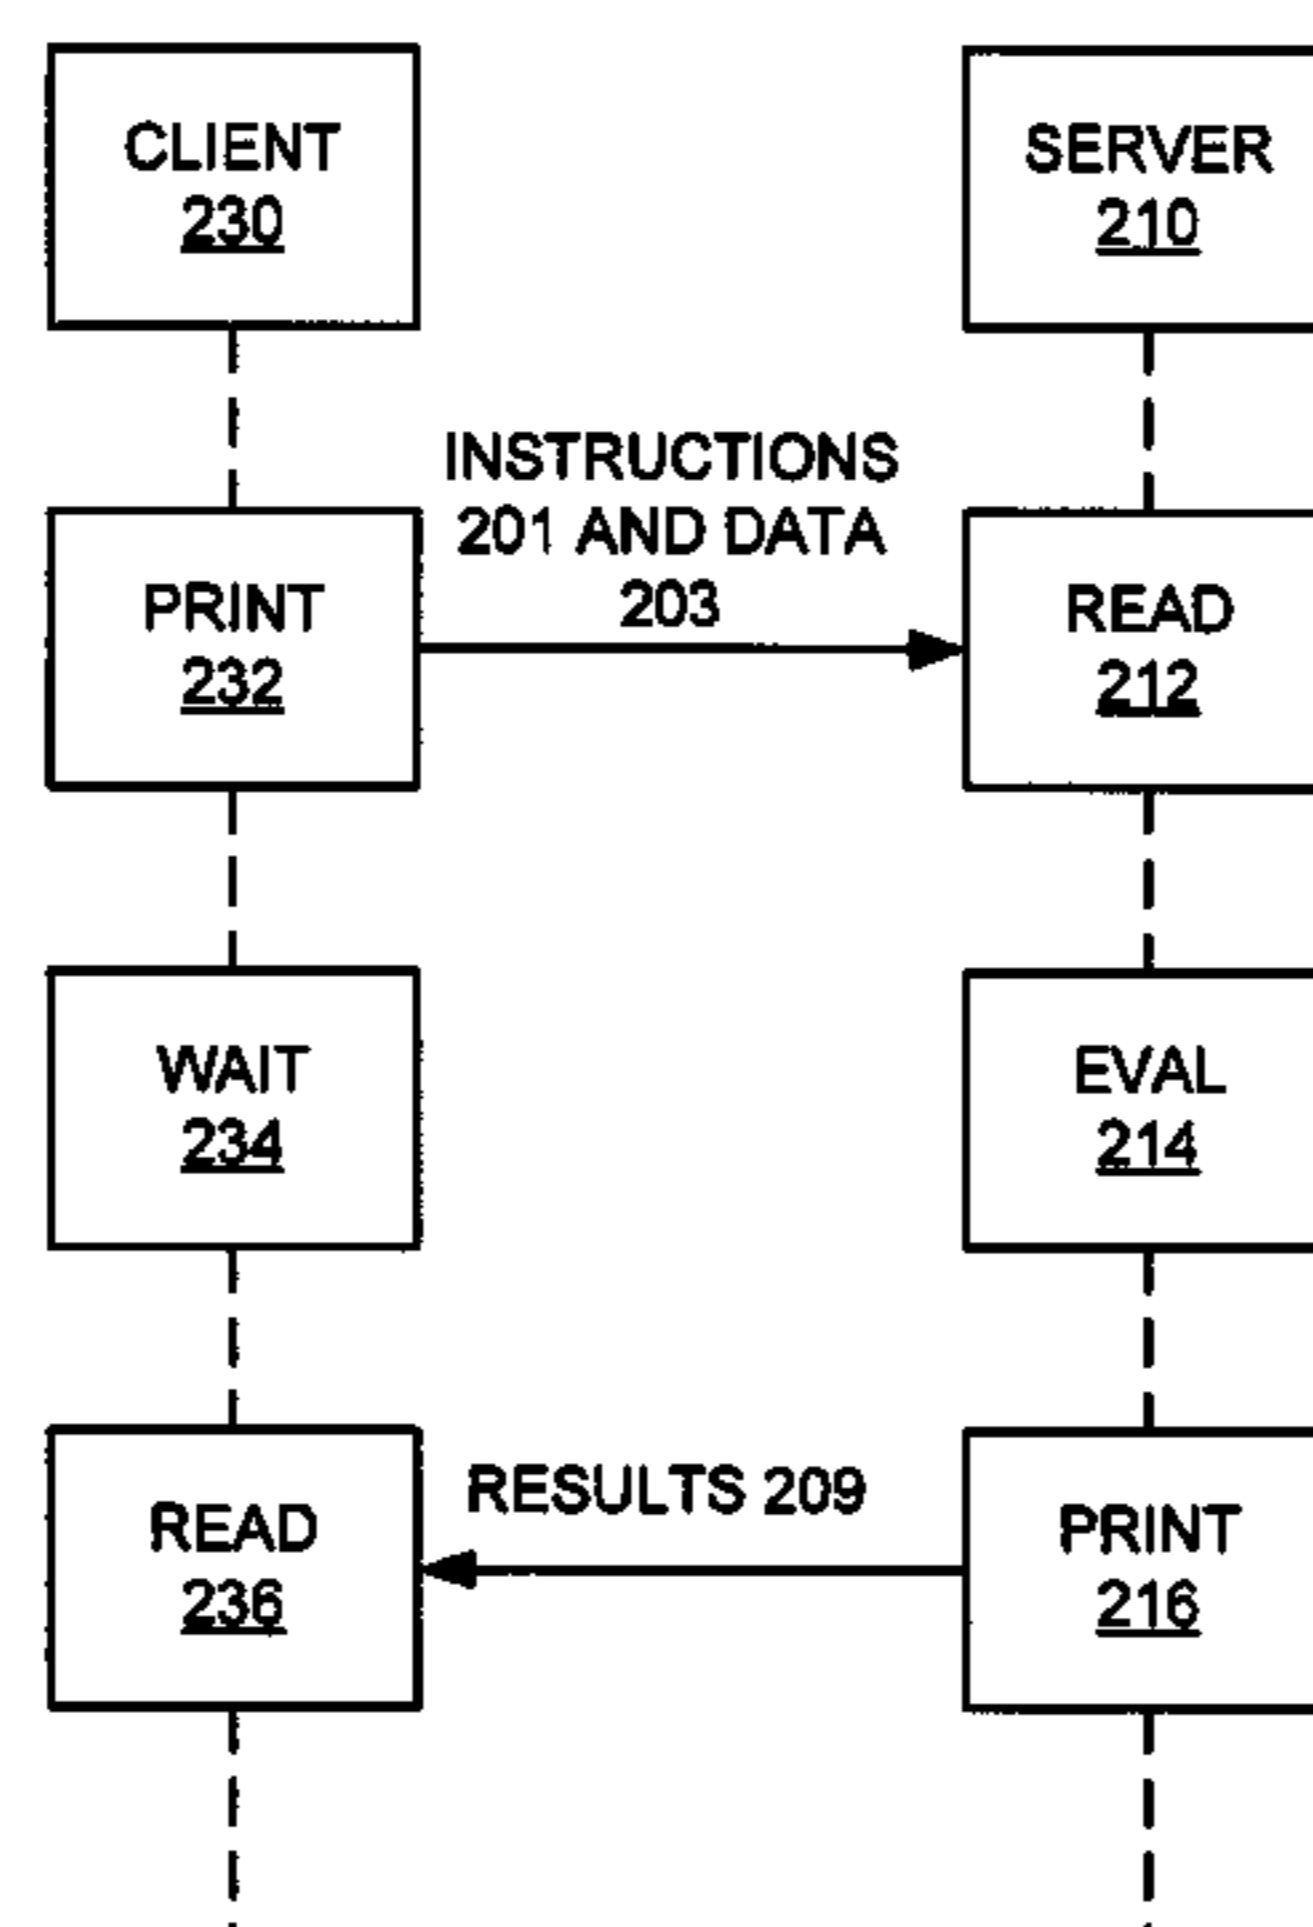 CLIENT
230
SERVER
210
INSTRUCTIONS
201 AND DATA
203
PRINT
232
READ
212
WAIT
234
EVAL
214
RESULTS 209
READ
236
PRINT
216